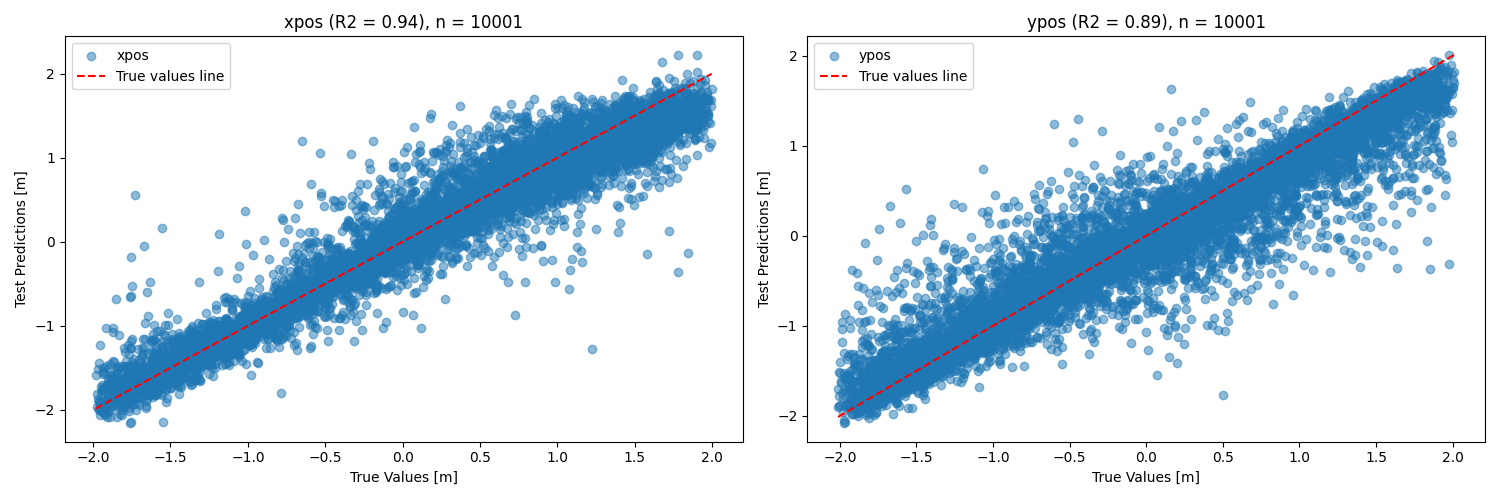 xpos (R2 = 0.94), n = 10001
xpos
True values line
Test Predictions [m]
2
1
0
−1
−2
−2.0 −1.5 −1.0 −0.5 0.0 0.5 1.0 1.5 2.0
True Values [m]
ypos (R2 = 0.89), n = 10001
ypos
True values line
Test Predictions [m]
2
1
0
−1
−2
−2.0 −1.5 −1.0 −0.5 0.0 0.5 1.0 1.5 2.0
True Values [m]